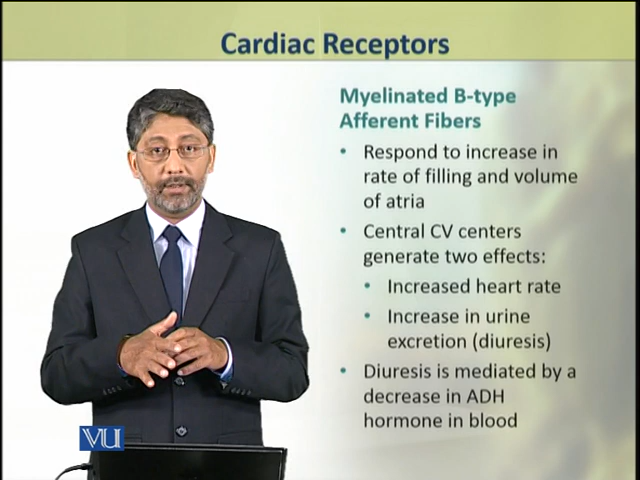 Cardiac Receptors
Myelinated B-type
Afferent Fibers
• Respond to increase in
rate of filling and volume
of atria
• Central CV centers
generate two effects:
• Increased heart rate
• Increase in urine
excretion (diuresis)
• Diuresis is mediated by a
decrease in ADH
hormone in blood
VU